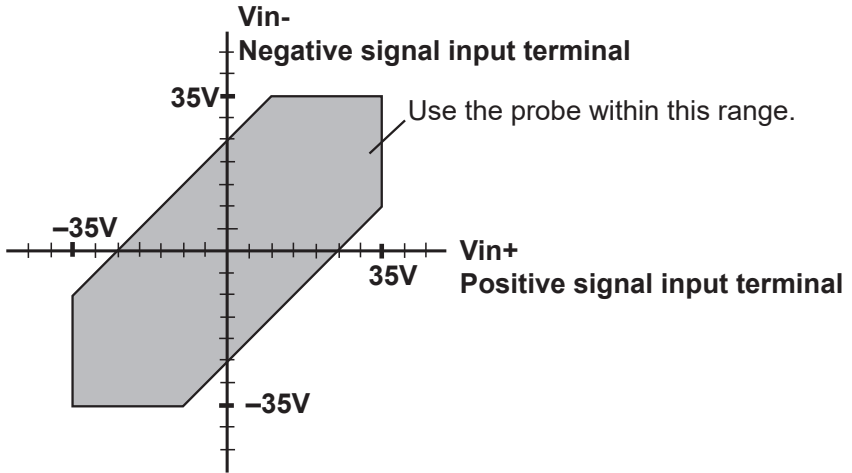 Vin-
Negative signal input terminal
35V
Use the probe within this range.
–35V
Vin+
35V
Positive signal input terminal
–35V